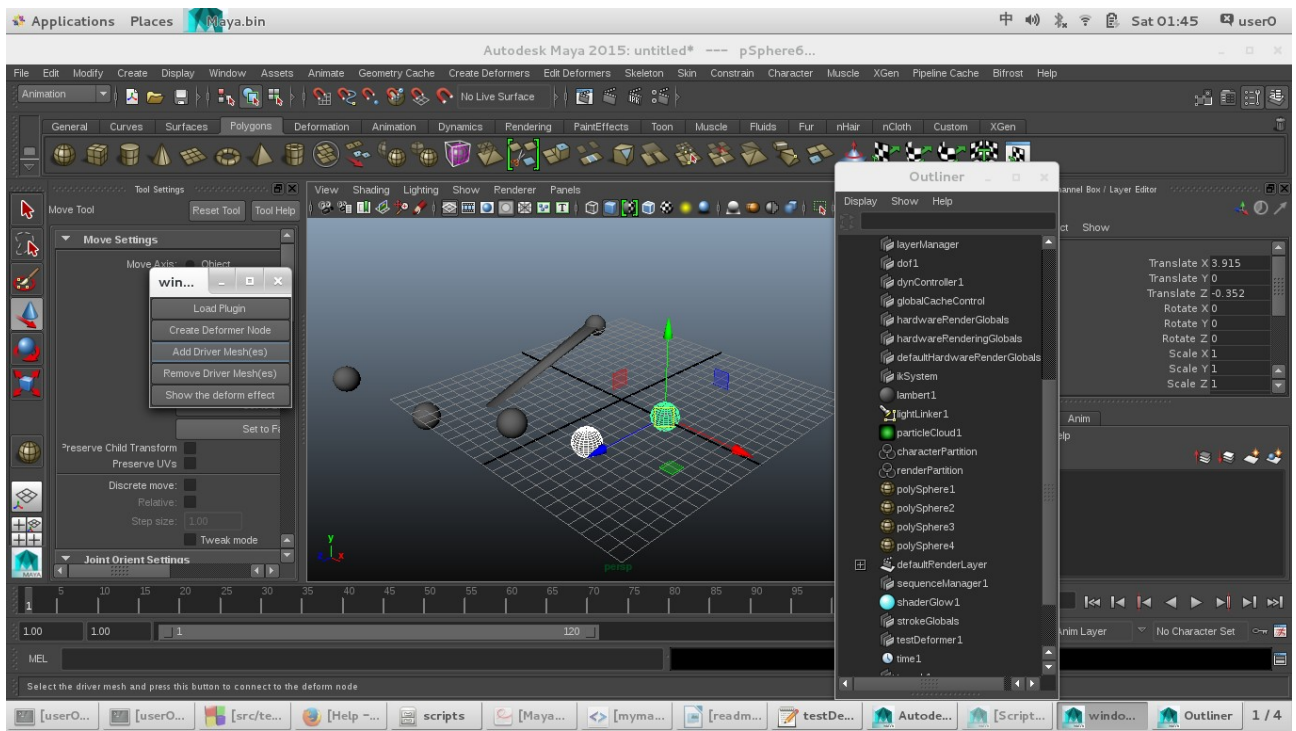 Applications Places Maya.bin 中 Sat 01:45 userO
Autodesk Maya 2015: untitled* --- pSphere6...
File Edit Modify Create Display Window Assets Animate Geometry Cache Create Deformers Edit Deformers Skeleton Skin Constrain Character Muscle XGen Pipeline Cache Bifrost Help
Animation No Live Surface
General Curves Surfaces Polygons Deformation Animation Dynamics Rendering PaintEffects Toon Muscle Fluids Fur nHair nCloth Custom XGen
Tool Settings
Move Tool Reset Tool Tool Help
Move Settings
Move Axis: Object
win...
Load Plugin
Create Deformer Node
Add Driver Mesh(es)
Remove Driver Mesh(es)
Show the deform effect
Set to
Preserve Child Transform
Preserve UVs
Discrete move:
Relative:
Step size: 1.00
Tweak mode
Joint Orient Settings
View Shading Lighting Show Renderer Panels
y
z x
persp
Outliner
Display Show Help
layerManager
dof1
dynController1
globalCacheControl
hardwareRenderGlobals
hardwareRenderingGlobals
defaultHardwareRenderGlobals
ikSystem
lambert1
lightLinker1
particleCloud1
characterPartition
renderPartition
polySphere1
polySphere2
polySphere3
polySphere4
defaultRenderLayer
sequenceManager1
shaderGlow1
strokeGlobals
testDeformer1
time1
annel Box / Layer Editor
ct Show
Translate X 3.915
Translate Y 0
Translate Z -0.352
Rotate X 0
Rotate Y 0
Rotate Z 0
Scale X 1
Scale Y 1
Scale Z 1
Anim
elp
1 5 10 15 20 25 30 35 40 45 50 55 60 65 70 75 80 85 90 95
1.00 1.00 1 120
nim Layer No Character Set
MEL
Select the driver mesh and press this button to connect to the deform node
[userO... [userO... [src/te... [Help -... scripts [Maya... [myma... [readm... testDe... Autode... [Script... windo... Outliner 1 / 4